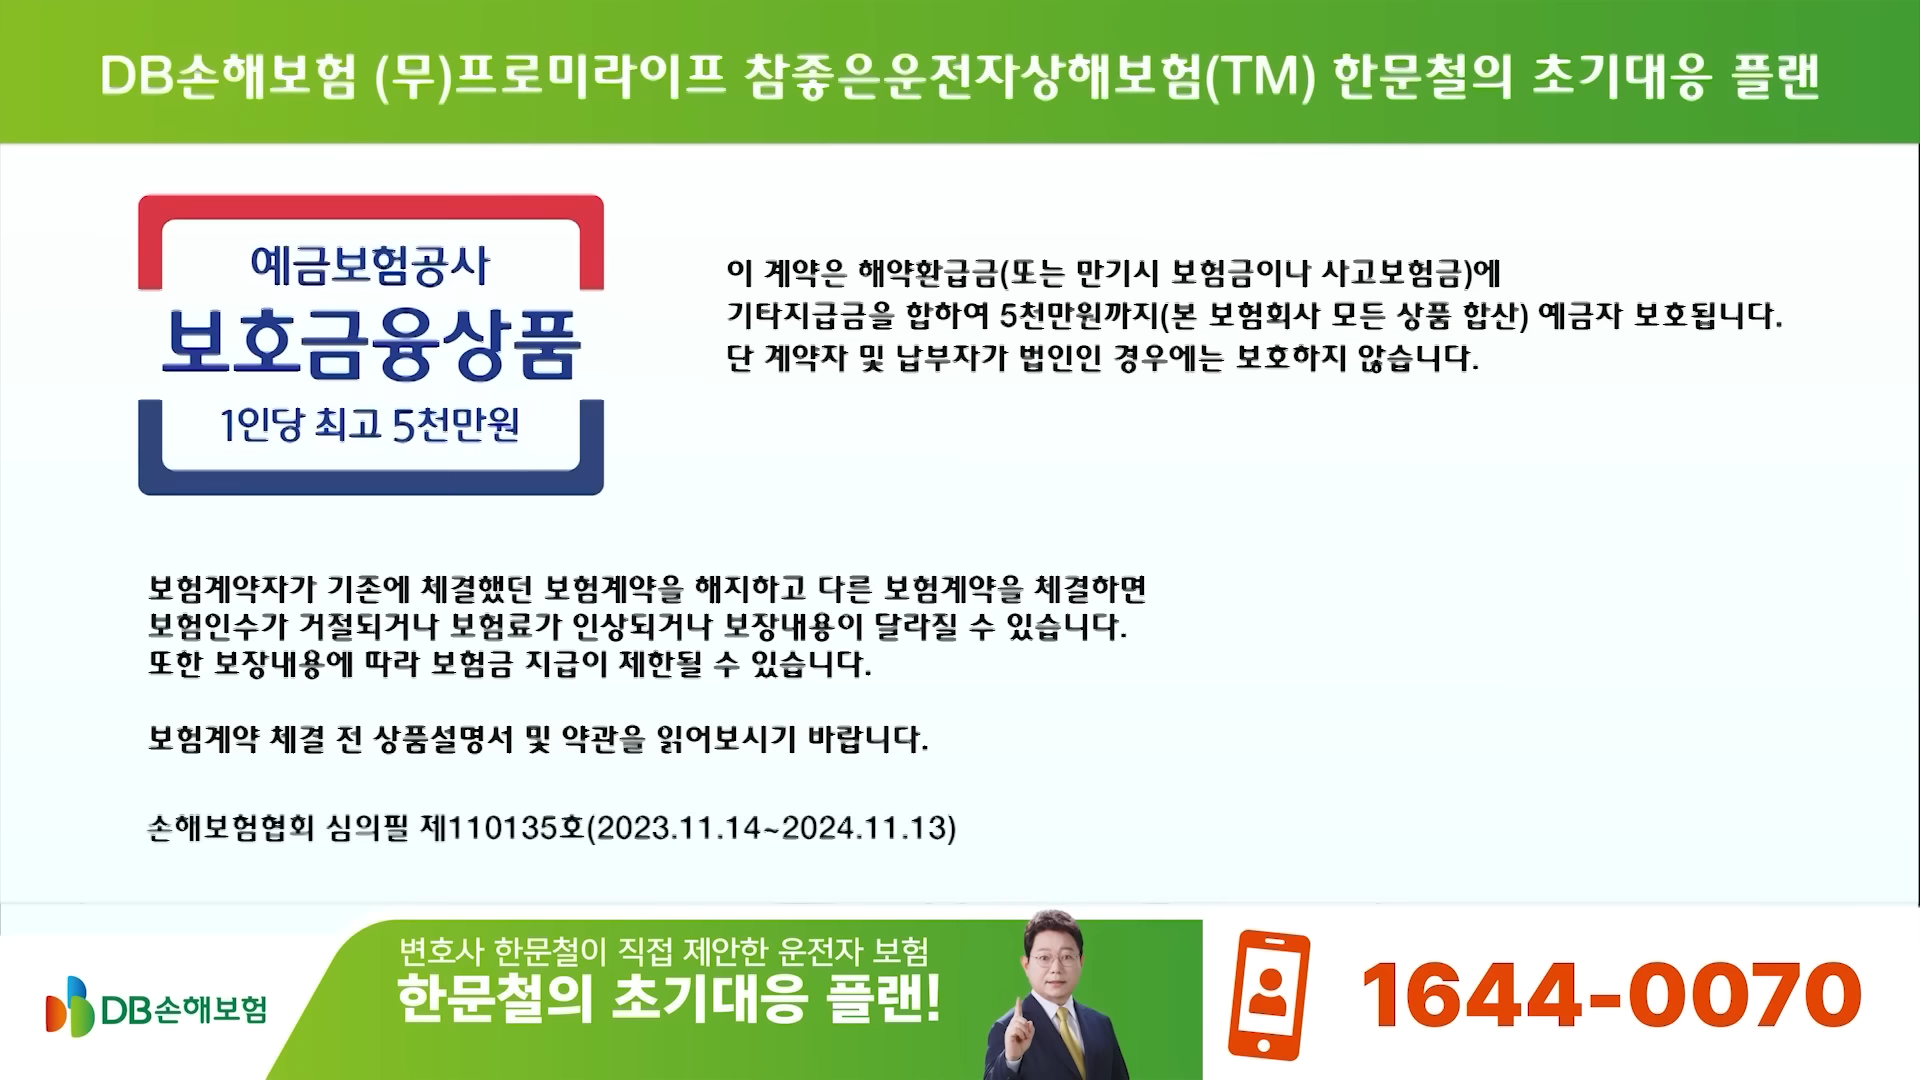 DB손해보험 (무)프로미라이프 참좋은운전자상해보험(TM) 한문철의 초기대응 플랜
예금보험공사
보호금융상품
1인당 최고 5천만원
이 계약은 해약환급금(또는 만기시 보험금이나 사고보험금)에
기타지급금을 합하여 5천만원까지(본 보험회사 모든 상품 합산) 예금자 보호됩니다.
단 계약자 및 납부자가 법인인 경우에는 보호하지 않습니다.
보험계약자가 기존에 체결했던 보험계약을 해지하고 다른 보험계약을 체결하면
보험인수가 거절되거나 보험료가 인상되거나 보장내용이 달라질 수 있습니다.
또한 보장내용에 따라 보험금 지급이 제한될 수 있습니다.
보험계약 체결 전 상품설명서 및 약관을 읽어보시기 바랍니다.
손해보험협회 심의필 제110135호(2023.11.14~2024.11.13)
DB손해보험
변호사 한문철이 직접 제안한 운전자 보험
한문철의 초기대응 플랜!
1644-0070